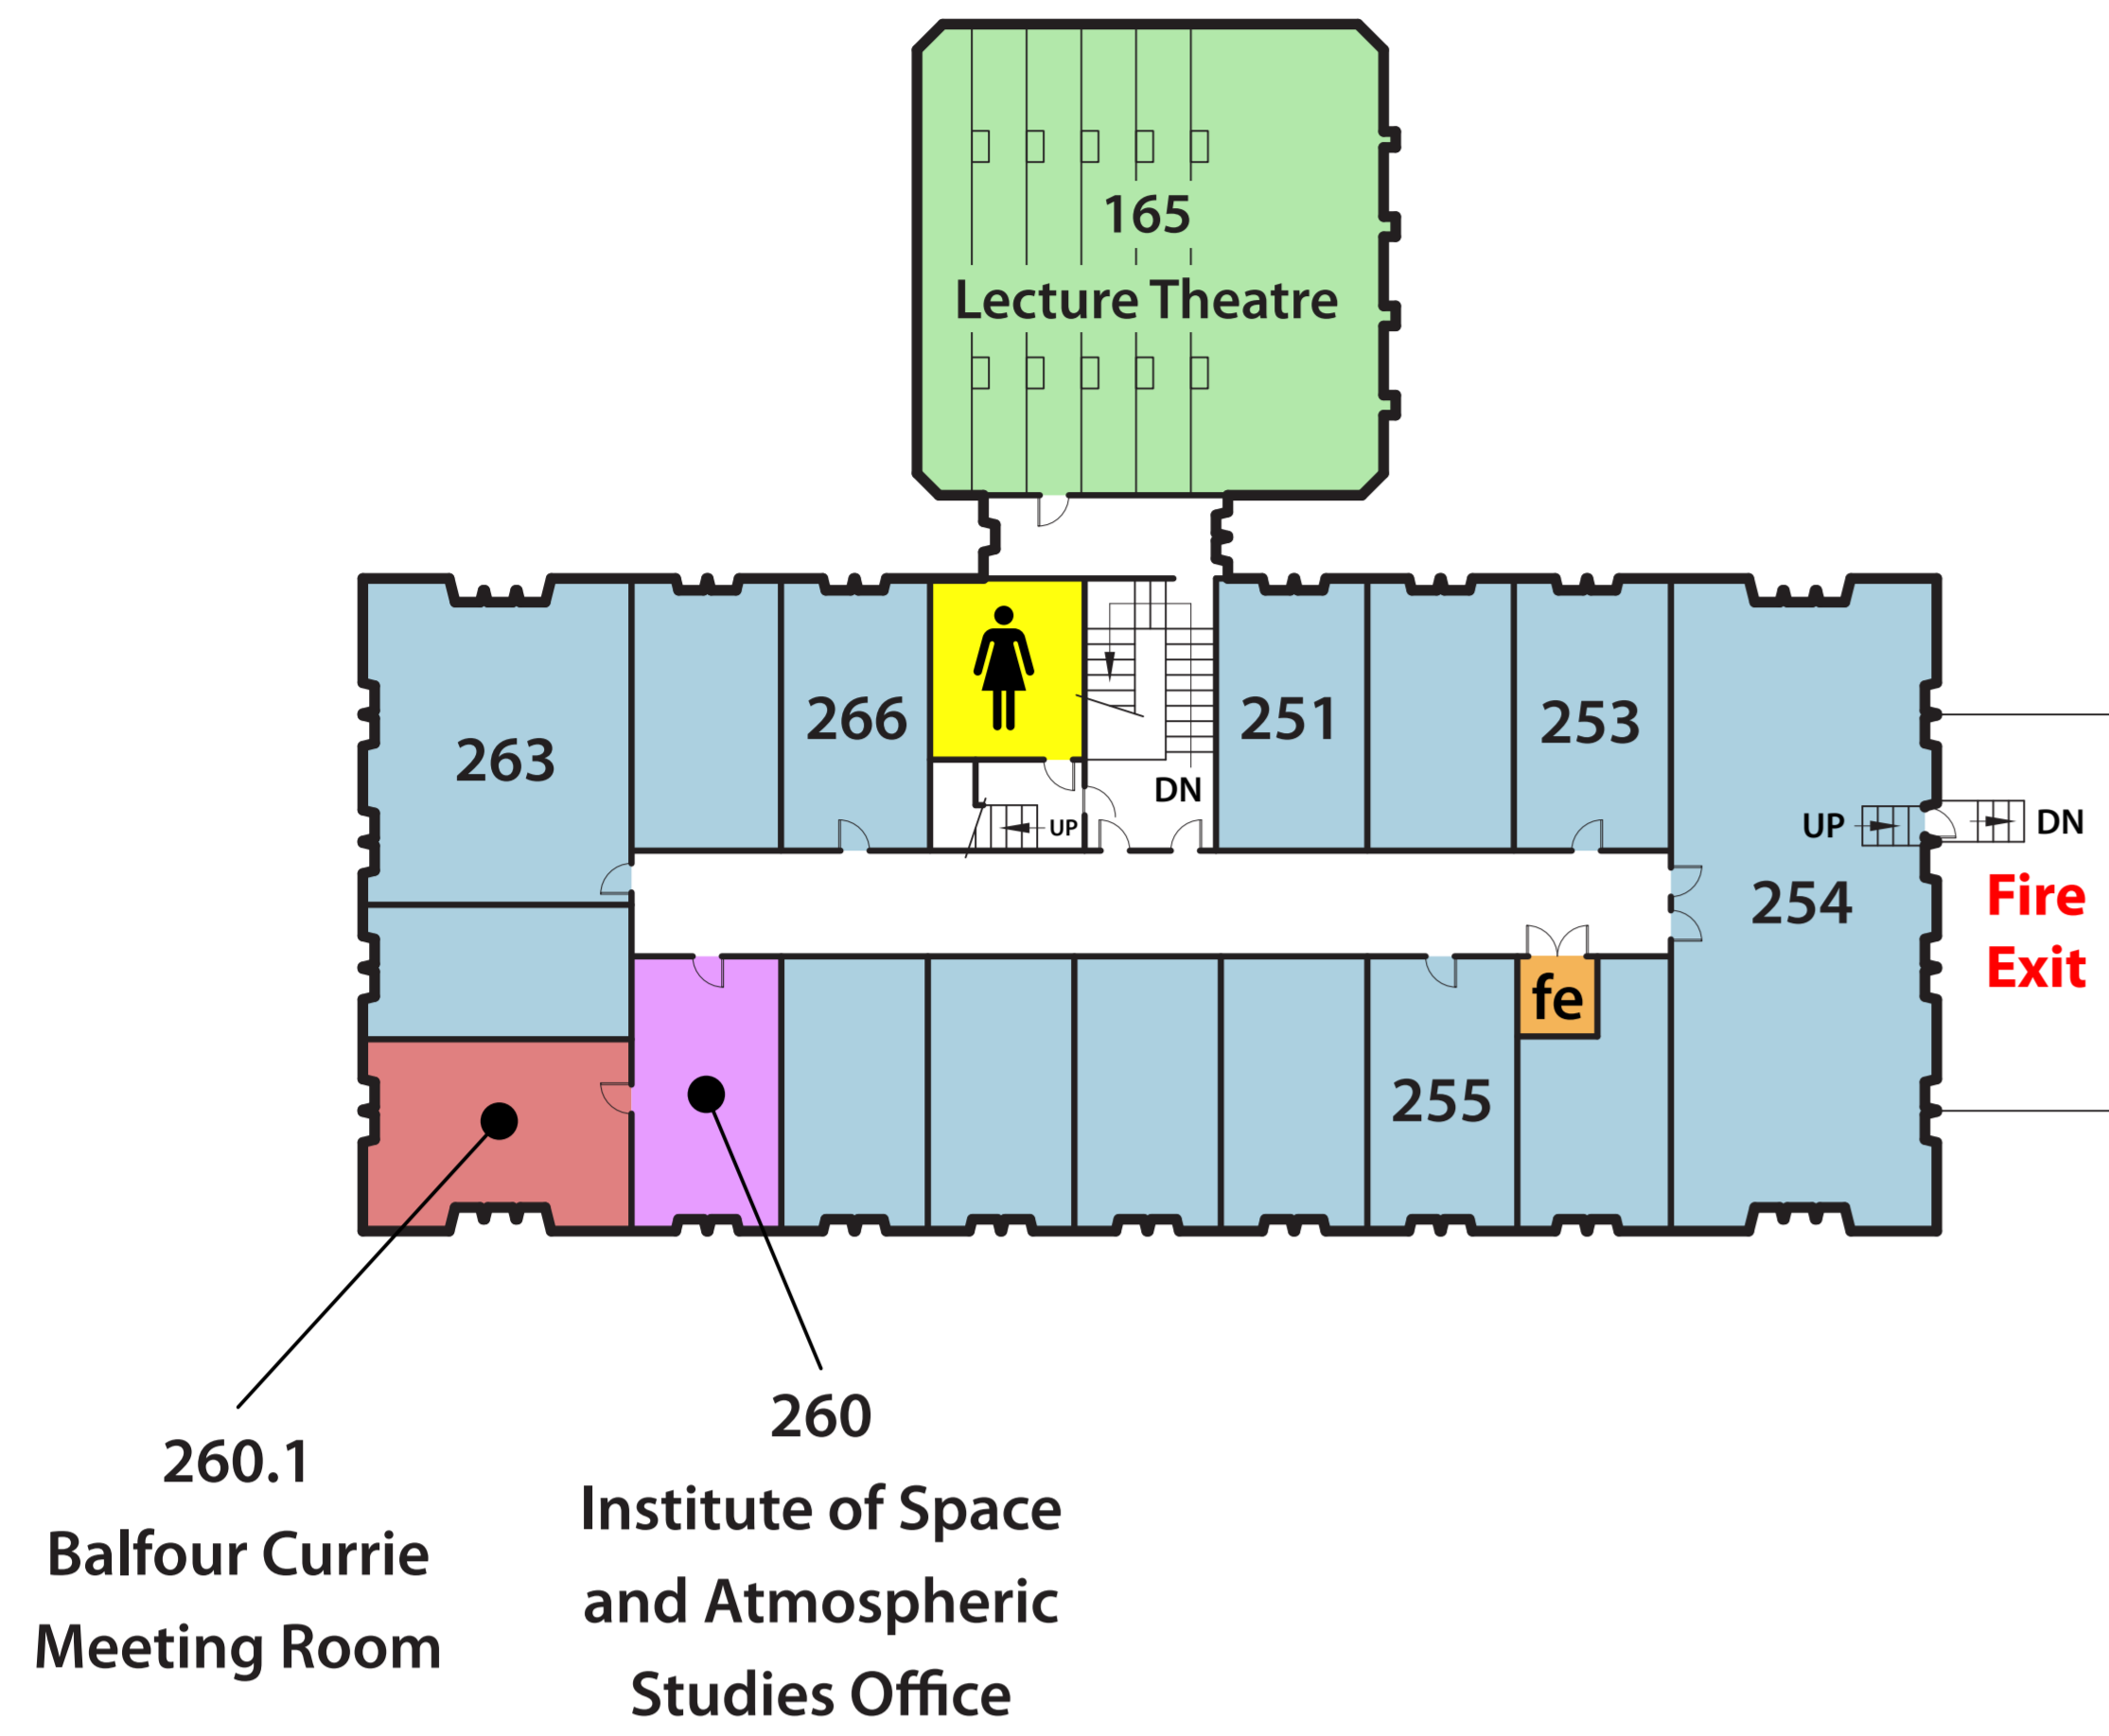 165
Lecture Theatre
266
251
253
263
DN
UP
UP
DN
254
Fire
Exit
fe
255
260
260.1
Institute of Space
Balfour Currie
and Atmospheric
Meeting Room
Studies Office